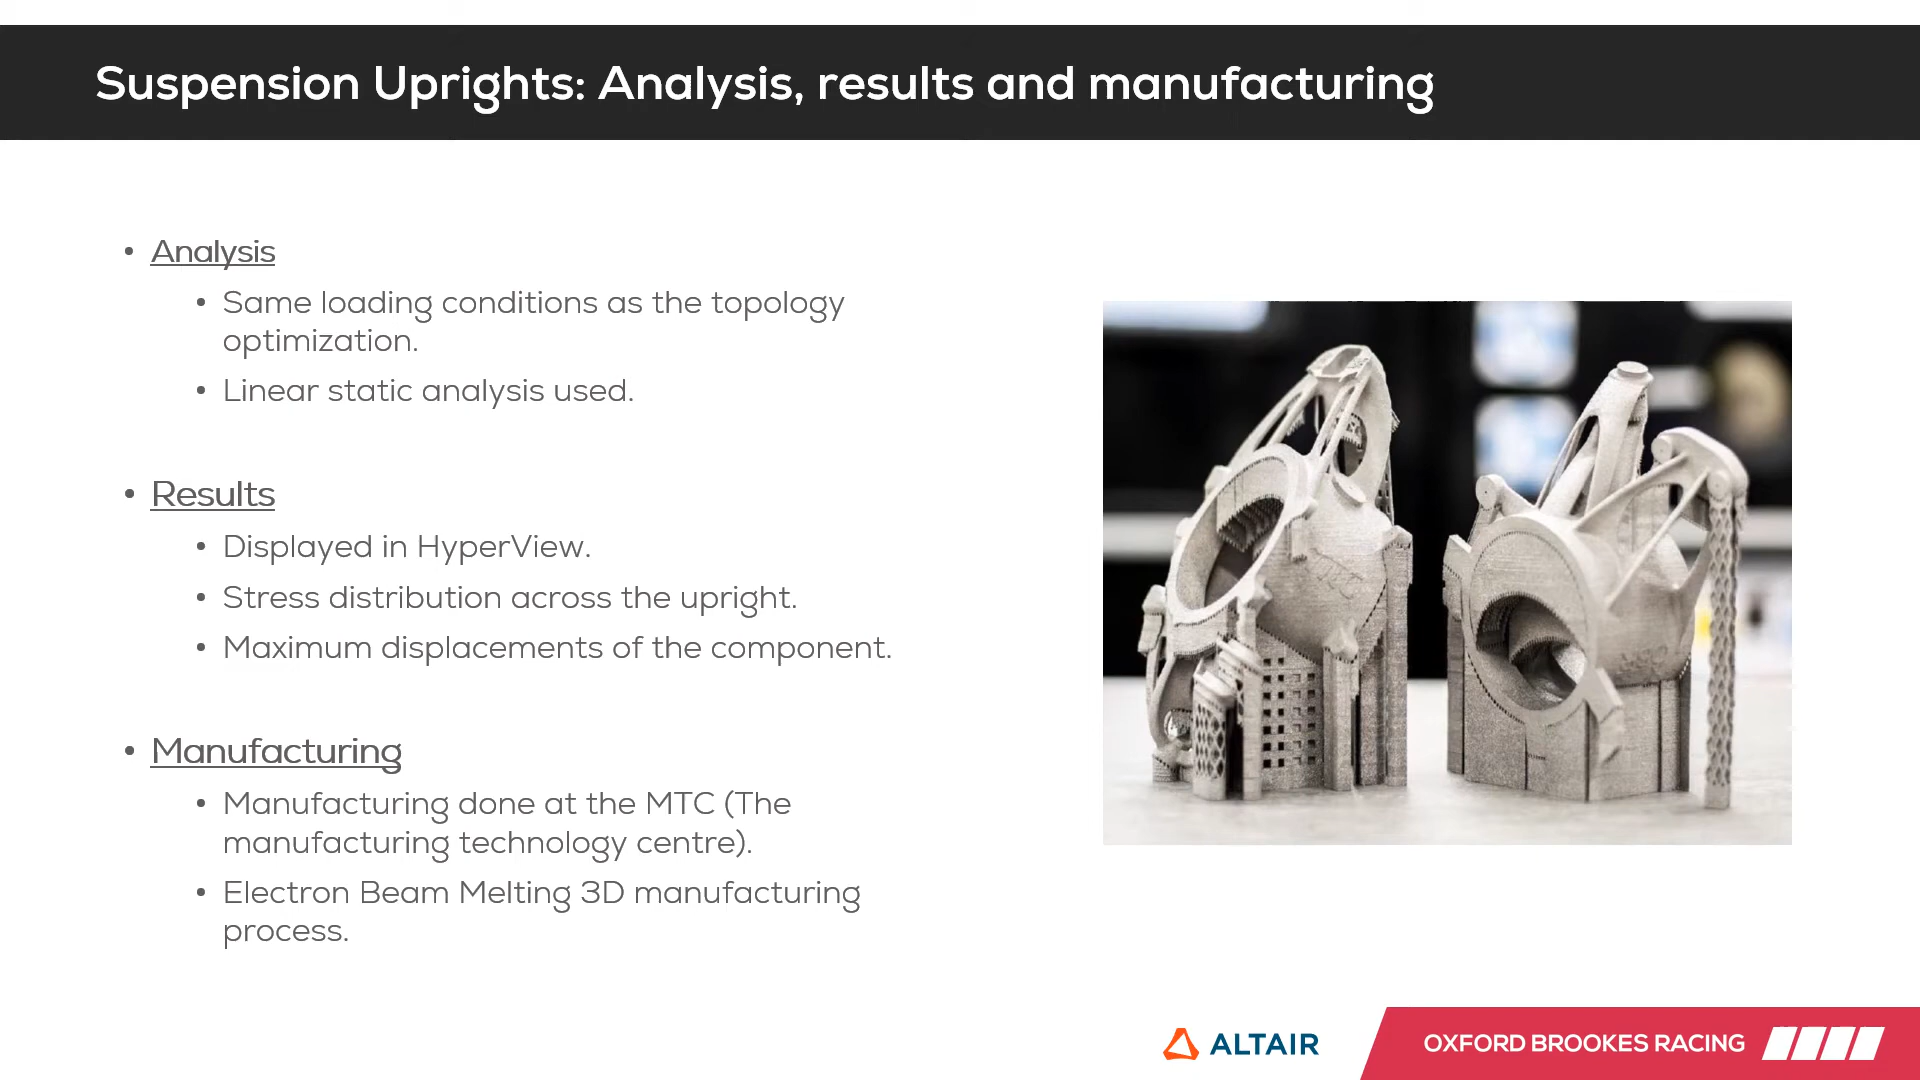 Suspension Uprights: Analysis, results and manufacturing
• Analysis
• Same loading conditions as the topology
optimization.
• Linear static analysis used.
• Results
• Displayed in HyperView.
• Stress distribution across the upright.
• Maximum displacements of the component.
• Manufacturing
• Manufacturing done at the MTC (The
manufacturing technology centre).
• Electron Beam Melting 3D manufacturing
process.
ALTAIR
OXFORD BROOKES RACING